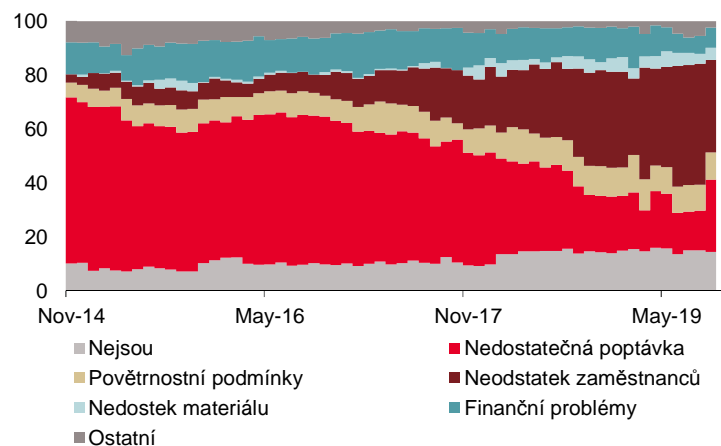 100
80
60
40
20
0
Nov-14 May-16 Nov-17 May-19
Nejsou Nedostatečná poptávka
Povětrnostní podmínky Neodstatek zaměstnanců
Nedostek materiálu Finanční problémy
Ostatní